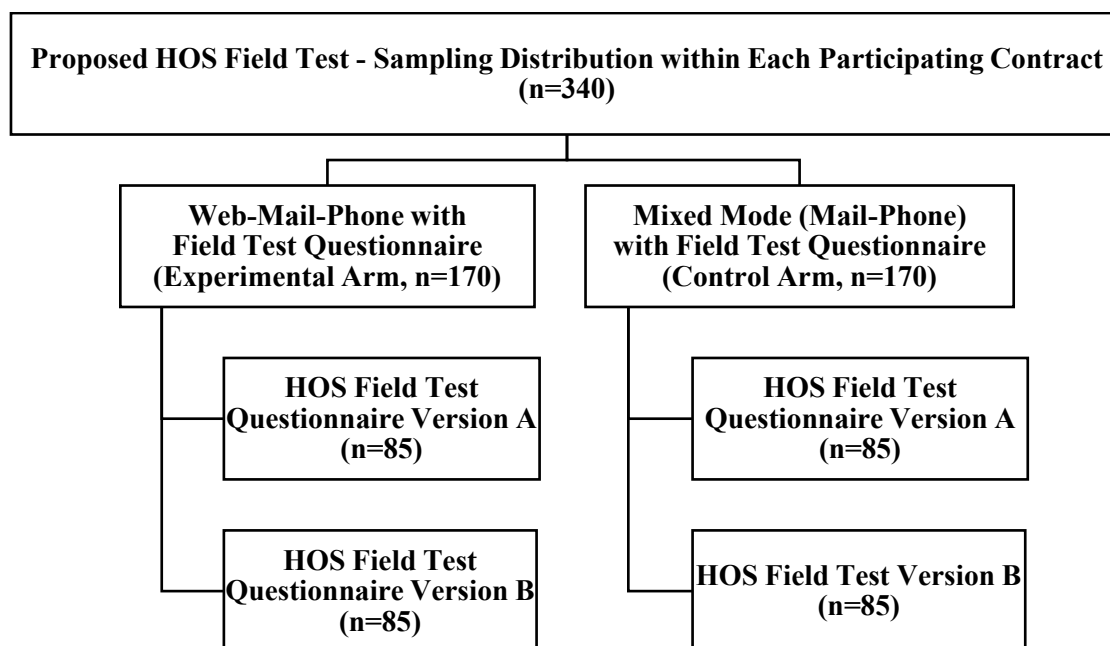 Proposed HOS Field Test - Sampling Distribution within Each Participating Contract
(n=340)
Web-Mail-Phone with
Field Test Questionnaire
(Experimental Arm, n=170)
Mixed Mode (Mail-Phone)
with Field Test Questionnaire
(Control Arm, n=170)
HOS Field Test
Questionnaire Version A
(n=85)
HOS Field Test
Questionnaire Version A
(n=85)
HOS Field Test
Questionnaire Version B
(n=85)
HOS Field Test Version B
(n=85)